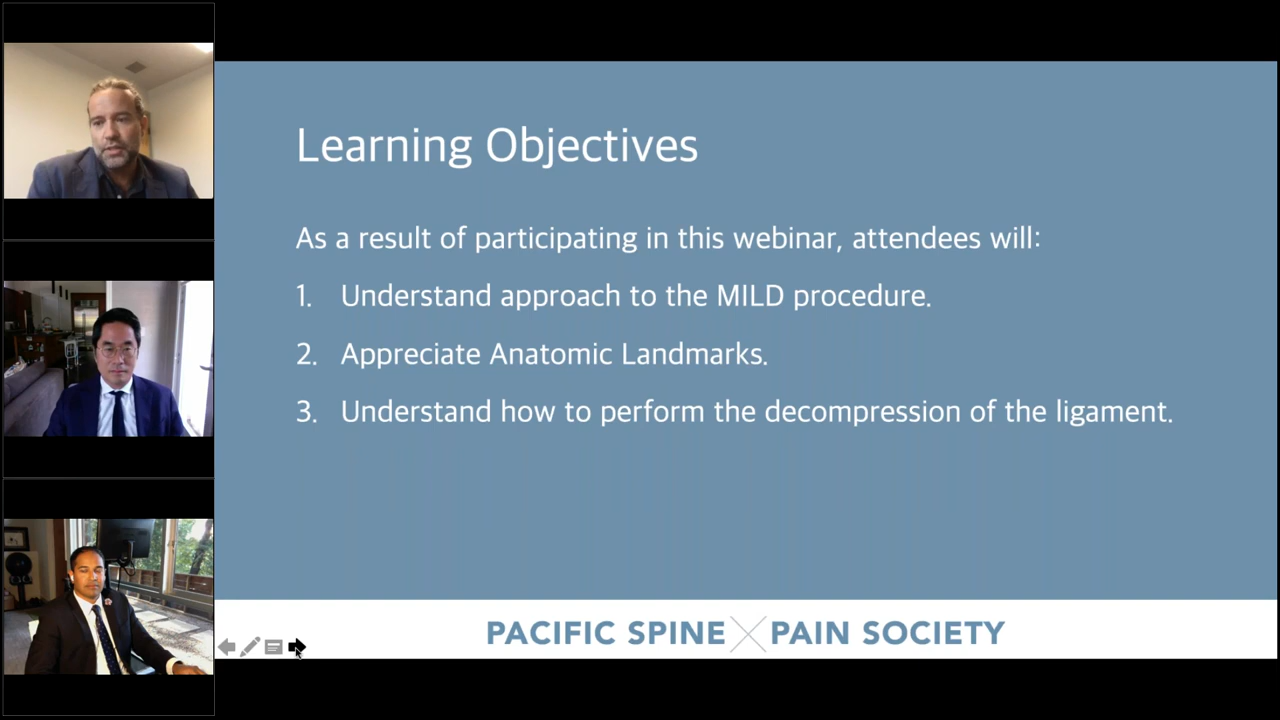 Learning Objectives
As a result of participating in this webinar, attendees will:
1. Understand approach to the MILD procedure.
2. Appreciate Anatomic Landmarks.
3. Understand how to perform the decompression of the ligament.
PACIFIC SPINE PAIN SOCIETY